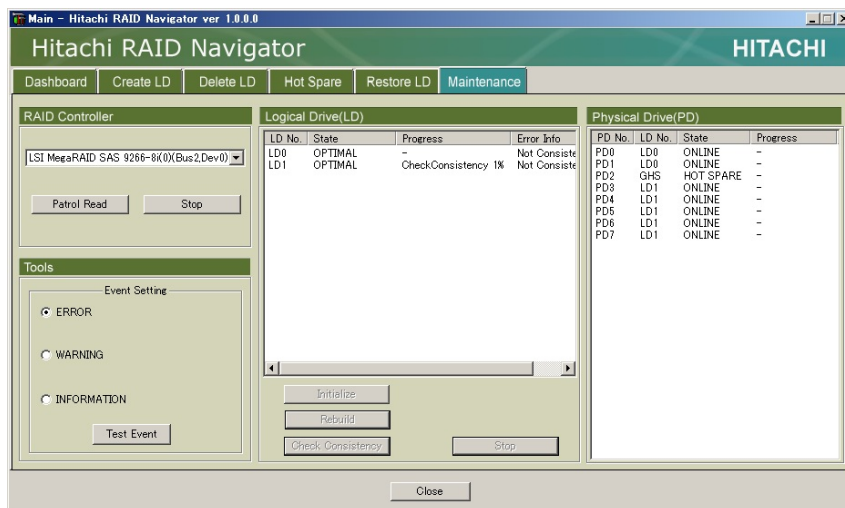 Main - Hitachi RAID Navigator ver 1.0.0.0
Hitachi RAID Navigator
HITACHI
Dashboard Create LD Delete LD Hot Spare Restore LD Maintenance
RAID Controller
LSI MegaRAID SAS 9266-8i(0)(Bus2,Dev0)
Patrol Read Stop
Tools
Event Setting
ERROR
WARNING
INFORMATION
Test Event
Logical Drive(LD)
LD No. State Progress Error Info
LD0 OPTIMAL - Not Consiste
LD1 OPTIMAL CheckConsistency 1% Not Consiste
Initialize
Rebuild
Check Consistency Stop
Physical Drive(PD)
PD No. LD No. State Progress
PD0 LD0 ONLINE -
PD1 LD0 ONLINE -
PD2 GHS HOT SPARE -
PD3 LD1 ONLINE -
PD4 LD1 ONLINE -
PD5 LD1 ONLINE -
PD6 LD1 ONLINE -
PD7 LD1 ONLINE -
Close